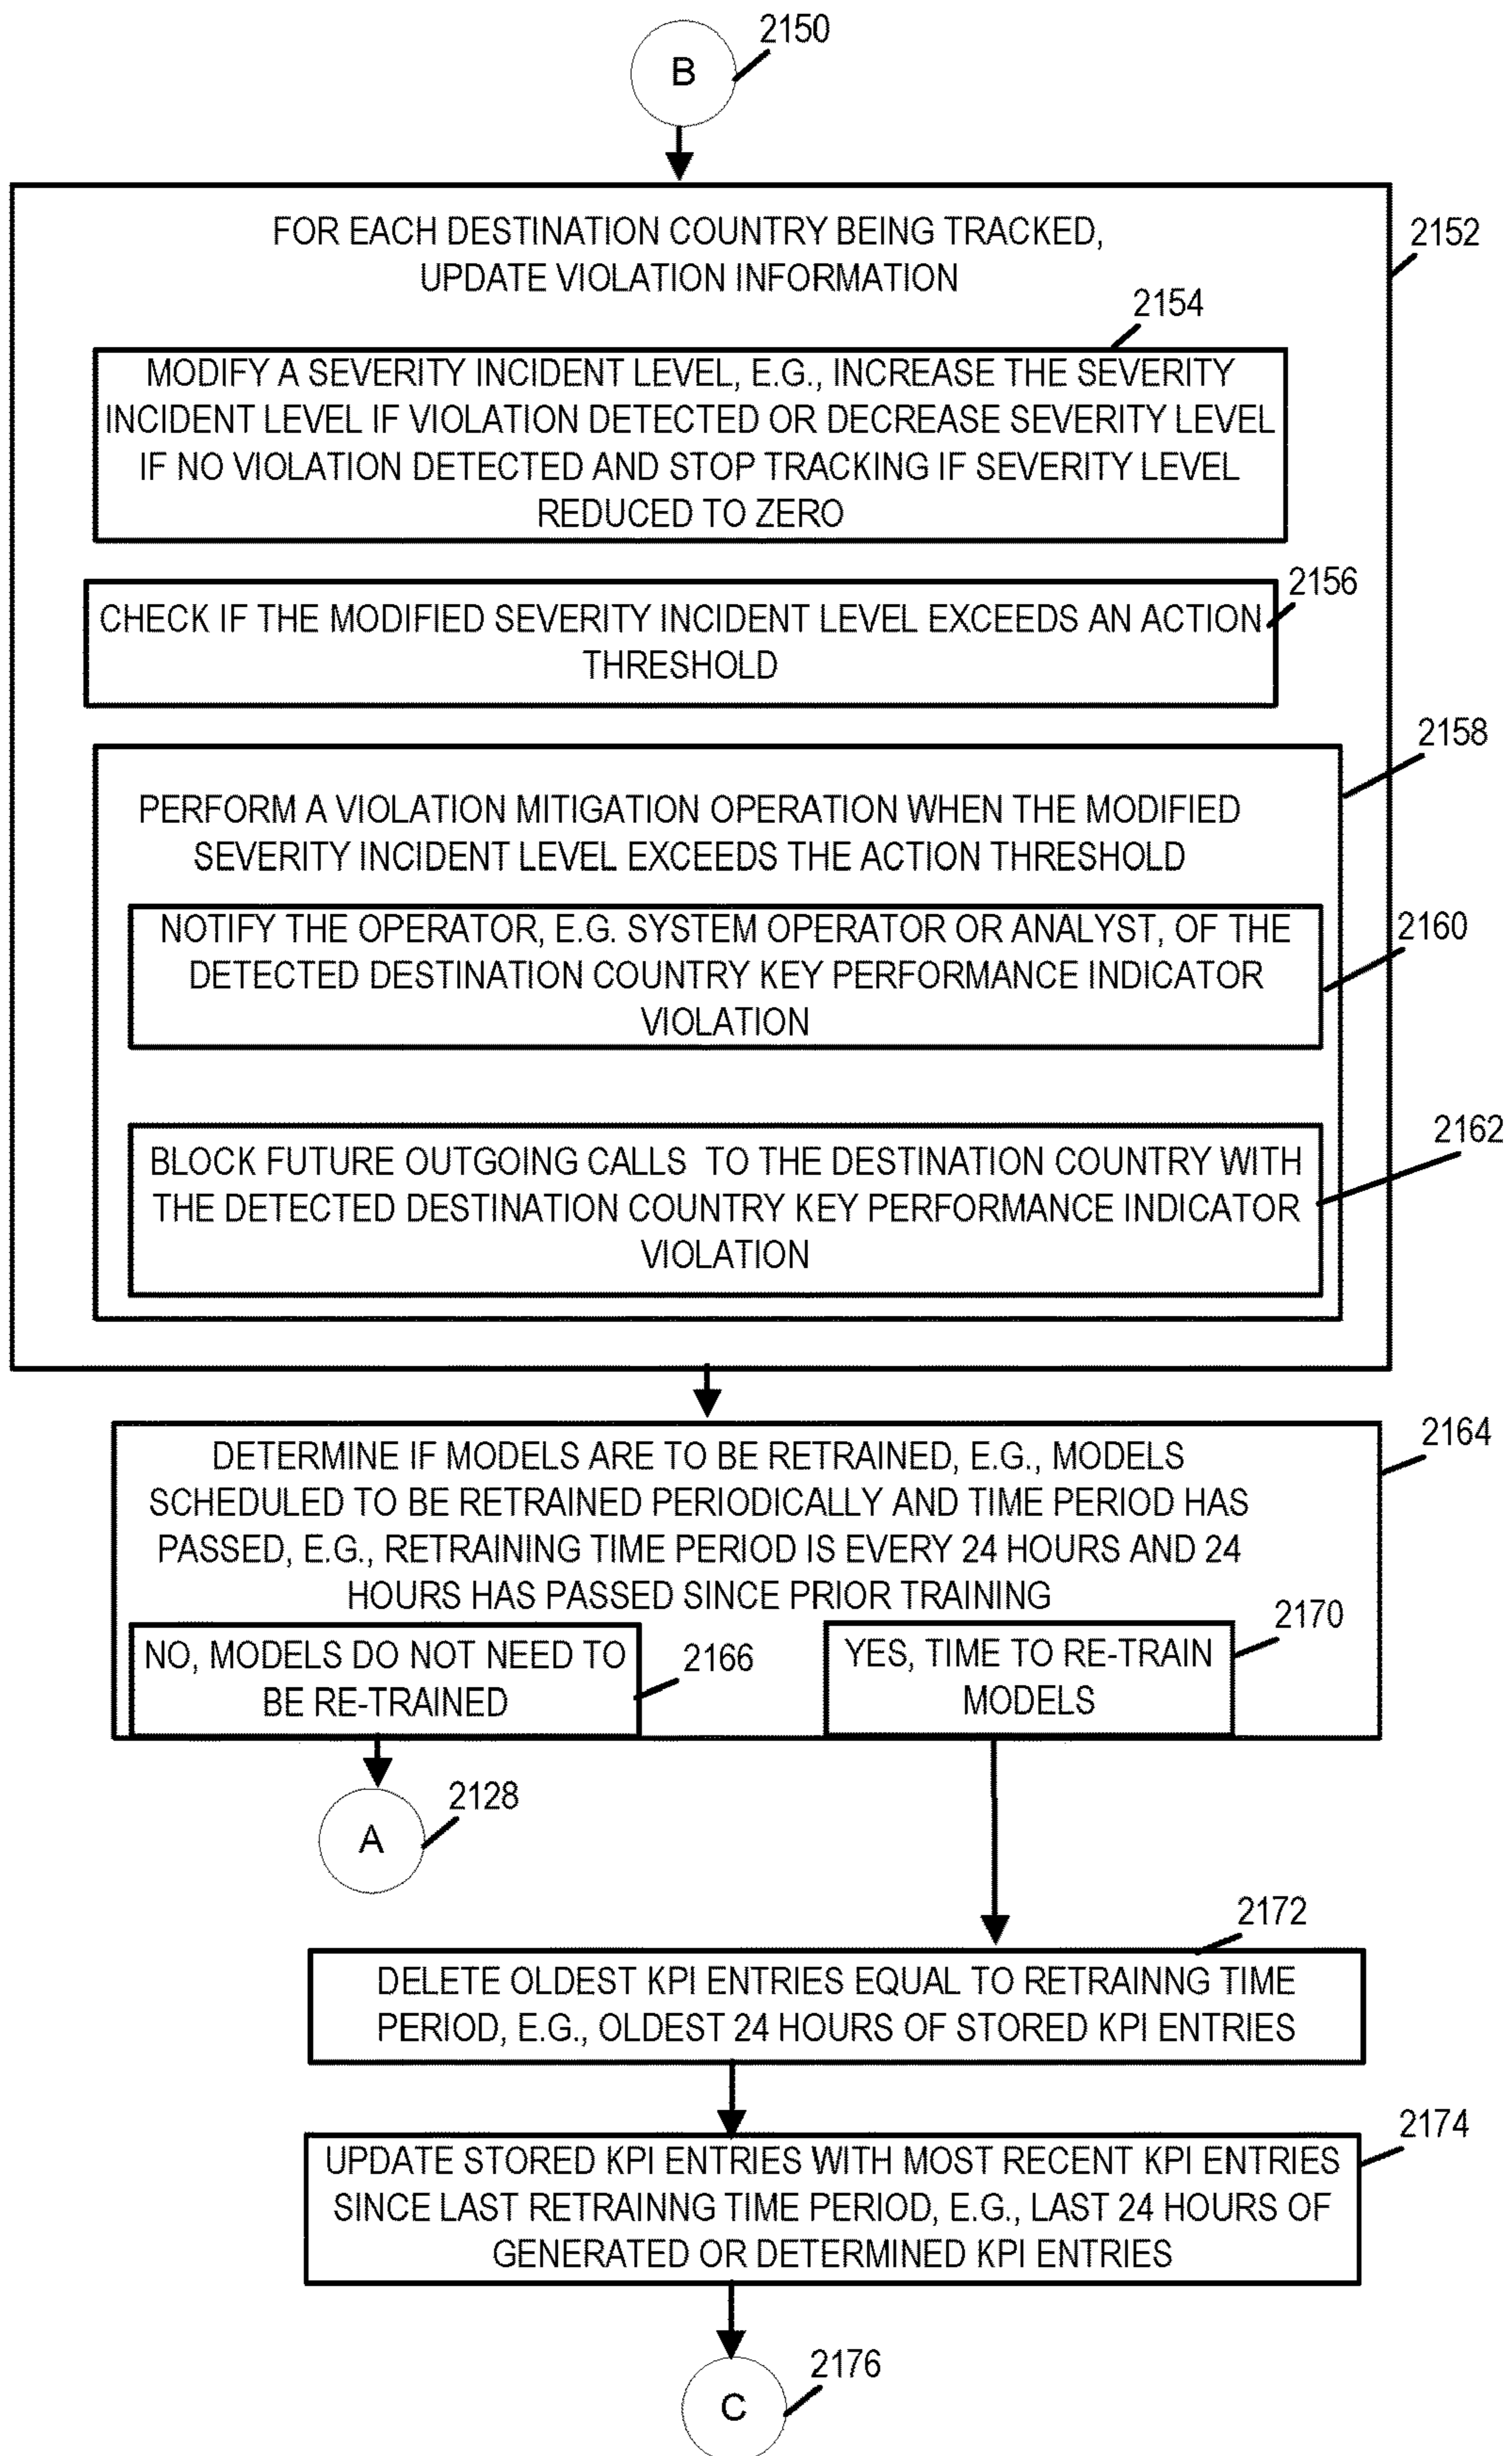 B
2150
FOR EACH DESTINATION COUNTRY BEING TRACKED,
UPDATE VIOLATION INFORMATION
2152
2154
MODIFY A SEVERITY INCIDENT LEVEL, E.G., INCREASE THE SEVERITY
INCIDENT LEVEL IF VIOLATION DETECTED OR DECREASE SEVERITY LEVEL
IF NO VIOLATION DETECTED AND STOP TRACKING IF SEVERITY LEVEL
REDUCED TO ZERO
2156
CHECK IF THE MODIFIED SEVERITY INCIDENT LEVEL EXCEEDS AN ACTION
THRESHOLD
2158
PERFORM A VIOLATION MITIGATION OPERATION WHEN THE MODIFIED
SEVERITY INCIDENT LEVEL EXCEEDS THE ACTION THRESHOLD
2160
NOTIFY THE OPERATOR, E.G. SYSTEM OPERATOR OR ANALYST, OF THE
DETECTED DESTINATION COUNTRY KEY PERFORMANCE INDICATOR
VIOLATION
2162
BLOCK FUTURE OUTGOING CALLS TO THE DESTINATION COUNTRY WITH
THE DETECTED DESTINATION COUNTRY KEY PERFORMANCE INDICATOR
VIOLATION
2164
DETERMINE IF MODELS ARE TO BE RETRAINED, E.G., MODELS
SCHEDULED TO BE RETRAINED PERIODICALLY AND TIME PERIOD HAS
PASSED, E.G., RETRAINING TIME PERIOD IS EVERY 24 HOURS AND 24
HOURS HAS PASSED SINCE PRIOR TRAINING
NO, MODELS DO NOT NEED TO
BE RE-TRAINED
2166
YES, TIME TO RE-TRAIN
MODELS
2170
A
2128
2172
DELETE OLDEST KPI ENTRIES EQUAL TO RETRAINNG TIME
PERIOD, E.G., OLDEST 24 HOURS OF STORED KPI ENTRIES
2174
UPDATE STORED KPI ENTRIES WITH MOST RECENT KPI ENTRIES
SINCE LAST RETRAINNG TIME PERIOD, E.G., LAST 24 HOURS OF
GENERATED OR DETERMINED KPI ENTRIES
C
2176